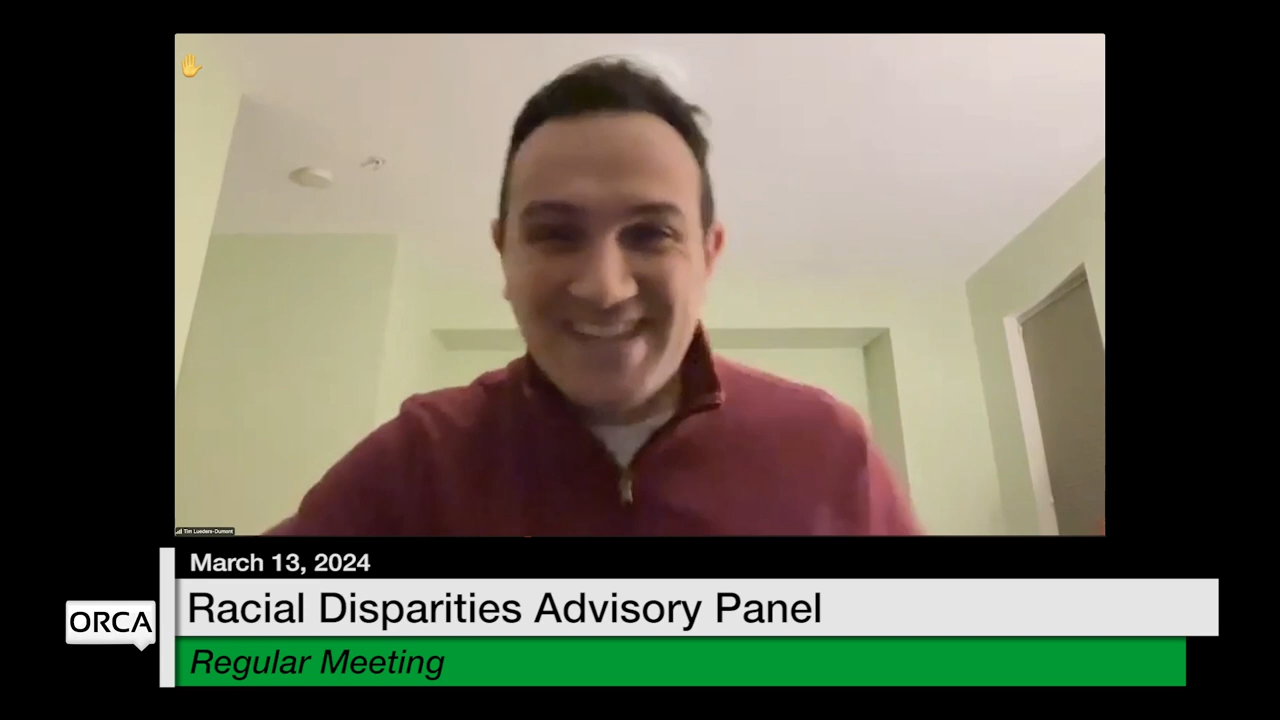 Tim Lueders-Dumont
March 13, 2024
Racial Disparities Advisory Panel
ORCA
Regular Meeting